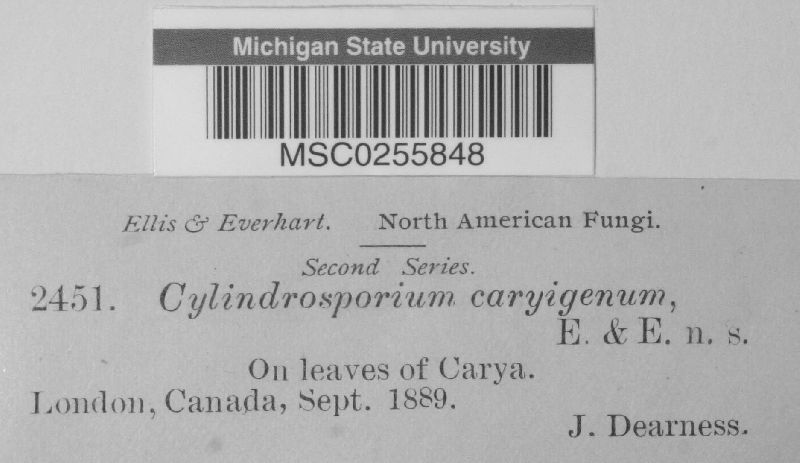 Michigan State University
MSC0255848
Ellis & Everhart. North American Fungi.
Second Series.
2451. Cylindrosporium caryigenum,
E. & E. n. s.
On leaves of Carya.
London, Canada, Sept. 1889.
J. Dearness.